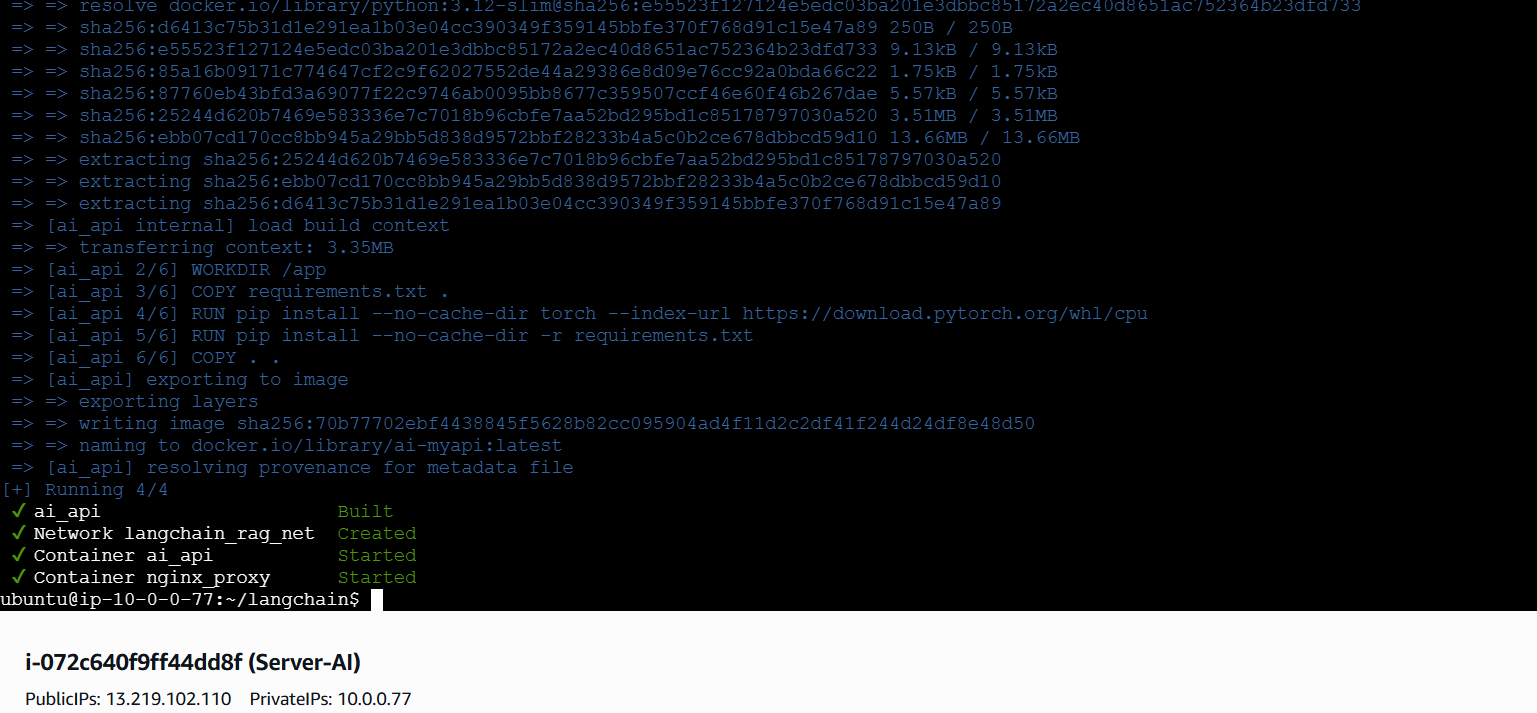 => => resolve docker.io/library/python:3.12-slim@sha256:e55523f127124e5edc03ba201e3dbbc85172a2ec40d8651ac752364b23dfd733
=> => sha256:d6413c75b31d1e291ea1b03e04cc390349f359145bbfe370f768d91c15e47a89 250B / 250B
=> => sha256:e55523f127124e5edc03ba201e3dbbc85172a2ec40d8651ac752364b23dfd733 9.13kB / 9.13kB
=> => sha256:85a16b09171c774647cf2c9f62027552de44a29386e8d09e76cc92a0bda66c22 1.75kB / 1.75kB
=> => sha256:87760eb43bfd3a69077f22c9746ab0095bb8677c359507ccf46e60f46b267dae 5.57kB / 5.57kB
=> => sha256:25244d620b7469e583336e7c7018b96cbfe7aa52bd295bd1c85178797030a520 3.51MB / 3.51MB
=> => sha256:ebb07cd170cc8bb945a29bb5d838d9572bbf28233b4a5c0b2ce678dbbcd59d10 13.66MB / 13.66MB
=> => extracting sha256:25244d620b7469e583336e7c7018b96cbfe7aa52bd295bd1c85178797030a520
=> => extracting sha256:ebb07cd170cc8bb945a29bb5d838d9572bbf28233b4a5c0b2ce678dbbcd59d10
=> => extracting sha256:d6413c75b31d1e291ea1b03e04cc390349f359145bbfe370f768d91c15e47a89
=> [ai_api internal] load build context
=> => transferring context: 3.35MB
=> [ai_api 2/6] WORKDIR /app
=> [ai_api 3/6] COPY requirements.txt .
=> [ai_api 4/6] RUN pip install --no-cache-dir torch --index-url https://download.pytorch.org/whl/cpu
=> [ai_api 5/6] RUN pip install --no-cache-dir -r requirements.txt
=> [ai_api 6/6] COPY . .
=> [ai_api] exporting to image
=> => exporting layers
=> => writing image sha256:70b77702ebf4438845f5628b82cc095904ad4f11d2c2df41f244d24df8e48d50
=> => naming to docker.io/library/ai-myapi:latest
=> [ai_api] resolving provenance for metadata file
[+] Running 4/4
✓ ai_api Built
✓ Network langchain_rag_net Created
✓ Container ai_api Started
✓ Container nginx_proxy Started
ubuntu@ip-10-0-0-77:~/langchain$
i-072c640f9ff44dd8f (Server-AI)
PublicIPs: 13.219.102.110 PrivateIPs: 10.0.0.77